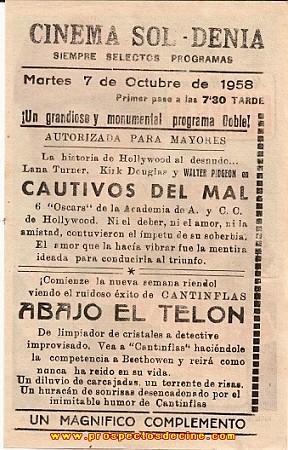 CINEMA SOL - DENIA
SIEMPRE SELECTOS PROGRAMAS
Martes 7 de Octubre de 1958
Primer pase a las 7'30 TARDE
¡Un grandioso y monumental programa Doble!
AUTORIZADA PARA MAYORES
La historia de Hollywood al desnudo...
Lana Turner. Kirk Douglas y WALTER PIDGEON en
CAUTIVOS DEL MAL
6 "Oscars" de la Academia de A. y C. C.
de Hollywood. Ni el deber, ni el amor, ni la
amistad, contuvieron el ímpetu de su soberbia.
El amor que la hacía vibrar fue la mentira
ideada para conducirla al triunfo.
*
¡Comienze la nueva semana riendo!
viendo el ruidoso éxito de CANTINFLAS
ABAJO EL TELON
De limpiador de cristales a detective
improvisado. Vea a "Cantinflas" haciéndole
la competencia a Beethowen y reirá como
nunca ha reido en su vida.
Un diluvio de carcajadas, un torrente de risas.
Un huracán de sonrisas desencadenado por el
inimitable humor de Cantinflas
UN MAGNIFICO COMPLEMENTO
www.prospectosdecine.com